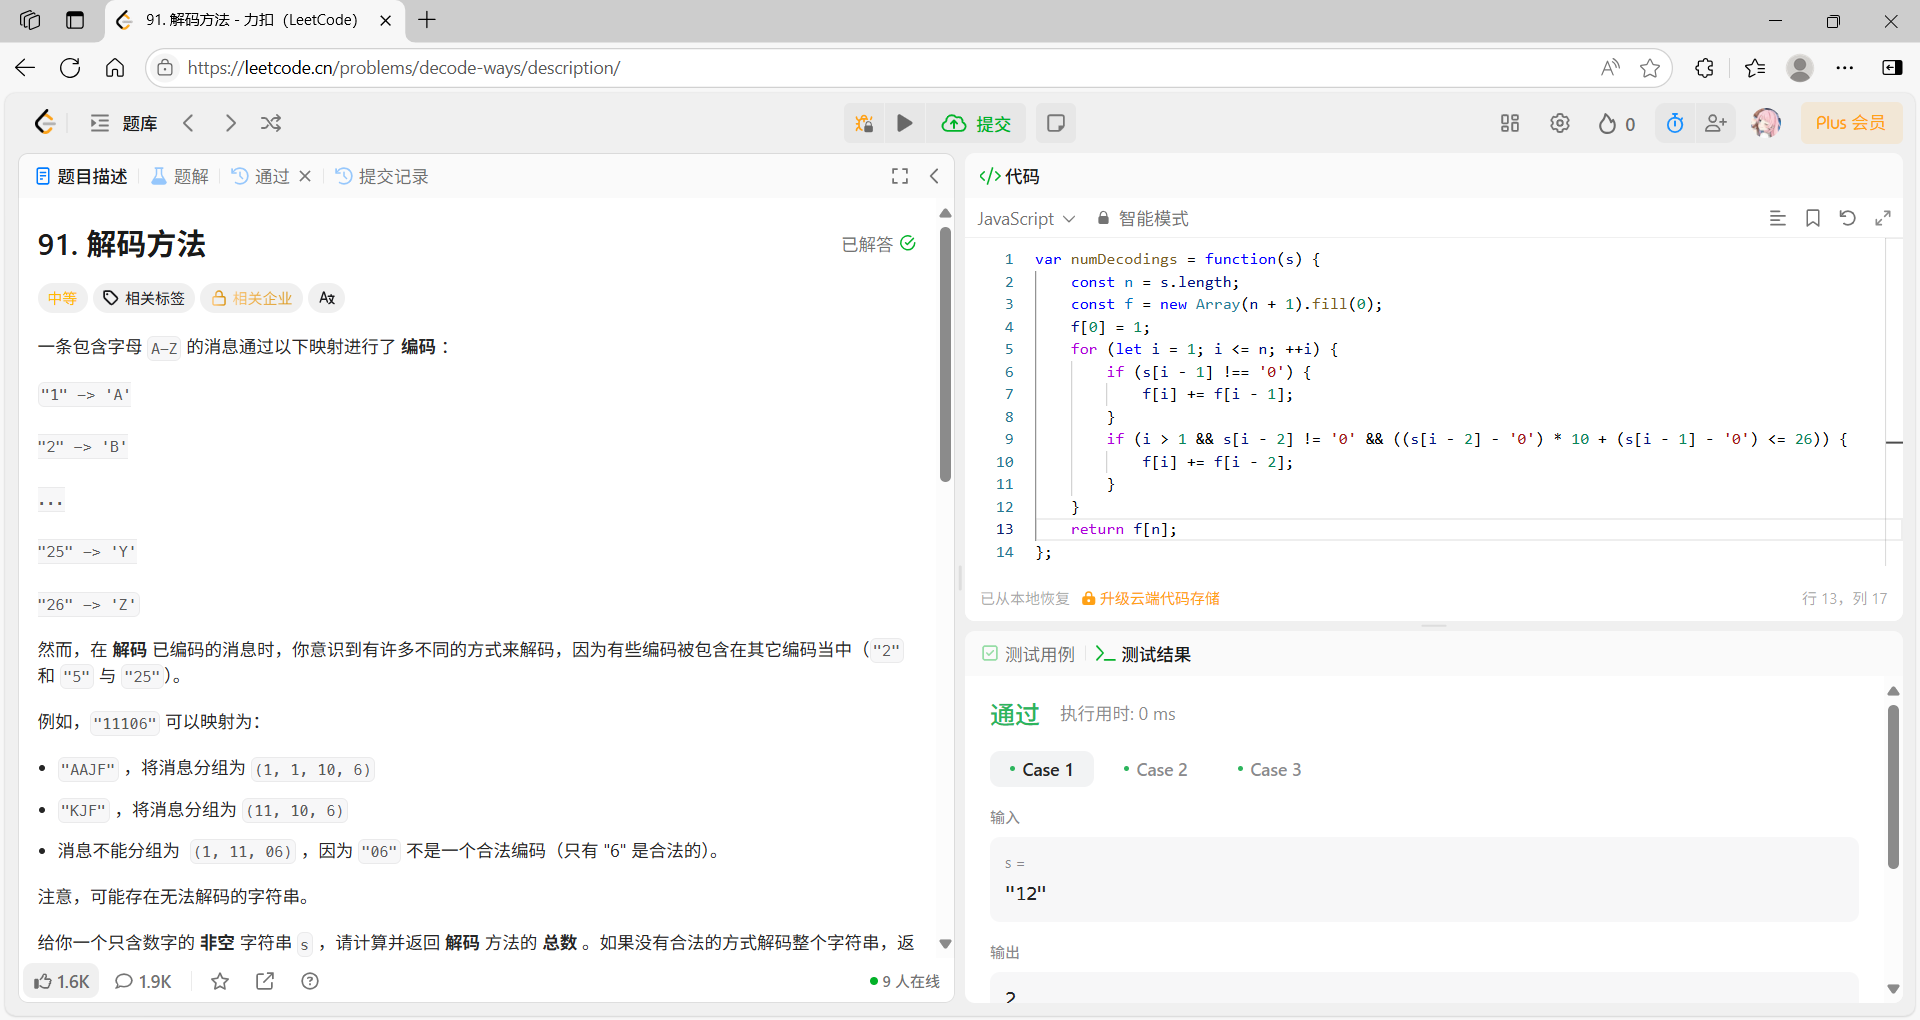 91. 解码方法 - 力扣（LeetCode）
https://leetcode.cn/problems/decode-ways/description/
题库
提交
0
Plus 会员
题目描述
题解
通过
提交记录
91. 解码方法
已解答
中等
相关标签
相关企业
一条包含字母 A-Z 的消息通过以下映射进行了 编码 ：
"1" -> 'A'
"2" -> 'B'
...
"25" -> 'Y'
"26" -> 'Z'
然而，在 解码 已编码的消息时，你意识到有许多不同的方式来解码，因为有些编码被包含在其它编码当中（"2"
和 "5" 与 "25"）。
例如，"11106" 可以映射为：
• "AAJF" ，将消息分组为 (1, 1, 10, 6)
• "KJF" ，将消息分组为 (11, 10, 6)
• 消息不能分组为 (1, 11, 06) ，因为 "06" 不是一个合法编码（只有 "6" 是合法的）。
注意，可能存在无法解码的字符串。
给你一个只含数字的 非空 字符串 s ，请计算并返回 解码 方法的 总数 。如果没有合法的方式解码整个字符串，返
1.6K
1.9K
9 人在线
</> 代码
JavaScript
智能模式
1 var numDecodings = function(s) {
2 const n = s.length;
3 const f = new Array(n + 1).fill(0);
4 f[0] = 1;
5 for (let i = 1; i <= n; ++i) {
6 if (s[i - 1] !== '0') {
7 f[i] += f[i - 1];
8 }
9 if (i > 1 && s[i - 2] != '0' && ((s[i - 2] - '0') * 10 + (s[i - 1] - '0') <= 26)) {
10 f[i] += f[i - 2];
11 }
12 }
13 return f[n];
14 };
已从本地恢复
升级云端代码存储
行 13，列 17
测试用例
测试结果
通过
执行用时: 0 ms
Case 1
Case 2
Case 3
输入
s =
"12"
输出
2